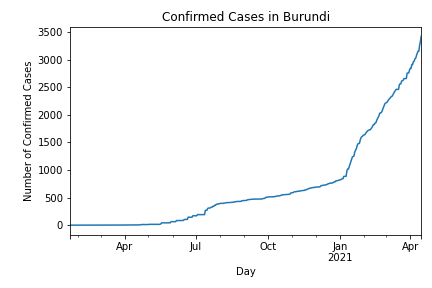 Confirmed Cases in Burundi
Number of Confirmed Cases
3500
3000
2500
2000
1500
1000
500
0
Apr
Jul
Oct
Jan
2021
Apr
Day